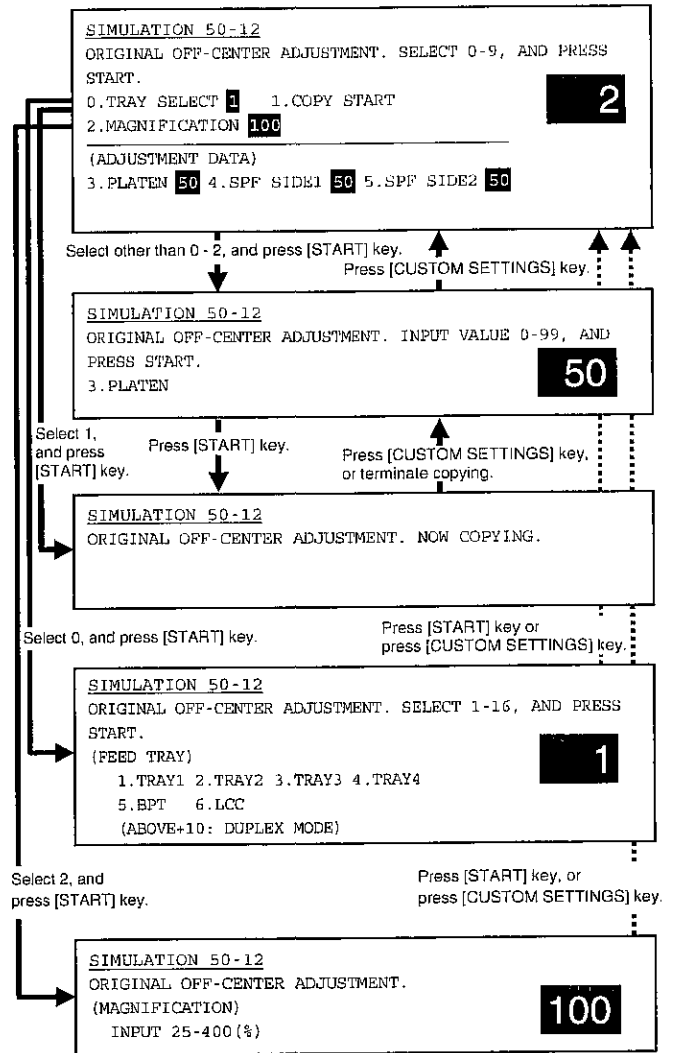 SIMULATION 50-12
ORIGINAL OFF-CENTER ADJUSTMENT. SELECT 0-9, AND PRESS
START.
0.TRAY SELECT 1 1.COPY START
2
2.MAGNIFICATION 100
(ADJUSTMENT DATA)
3.PLATEN 50 4.SPF SIDE1 50 5.SPF SIDE2 50
Select other than 0 - 2, and press [START] key.
Press [CUSTOM SETTINGS] key.
SIMULATION 50-12
ORIGINAL OFF-CENTER ADJUSTMENT. INPUT VALUE 0-99, AND
PRESS START.
50
3.PLATEN
Select 1,
and press
[START] key.
Press [START] key.
Press [CUSTOM SETTINGS] key,
or terminate copying.
SIMULATION 50-12
ORIGINAL OFF-CENTER ADJUSTMENT. NOW COPYING.
Select 0, and press [START] key.
Press [START] key or
press [CUSTOM SETTINGS] key.
SIMULATION 50-12
ORIGINAL OFF-CENTER ADJUSTMENT. SELECT 1-16, AND PRESS
START.
(FEED TRAY)
1
1.TRAY1 2.TRAY2 3.TRAY3 4.TRAY4
5.BPT 6.LCC
(ABOVE+10: DUPLEX MODE)
Select 2, and
press [START] key.
Press [START] key, or
press [CUSTOM SETTINGS] key.
SIMULATION 50-12
ORIGINAL OFF-CENTER ADJUSTMENT.
(MAGNIFICATION)
100
INPUT 25-400(%)